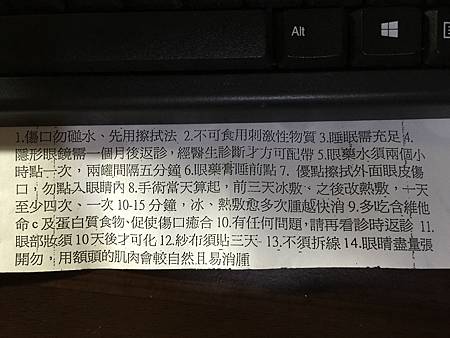 Alt
1.傷口勿碰水、先用擦拭法 2.不可食用刺激性物質 3.睡眠需充足 4.
隱形眼鏡需一個月後返診，經醫生診斷才方可配帶 5.眼藥水須兩個小
時點一次，兩罐間隔五分鐘 6.眼藥膏睡前點 7.優點擦拭外面眼皮傷
口，勿點入眼睛內 8.手術當天算起，前三天冰敷、之後改熱敷，一天
至少四次、一次 10-15 分鐘，冰、熱敷愈多次腫越快消 9.多吃含維他
命 c 及蛋白質食物、促使傷口癒合 10.有任何問題，請再看診時返診 11.
眼部妝須 10 天後才可化 12.紗布須貼三天 13.不須拆線 14.眼睛盡量張
開勿，用額頭的肌肉會較自然且易消腫